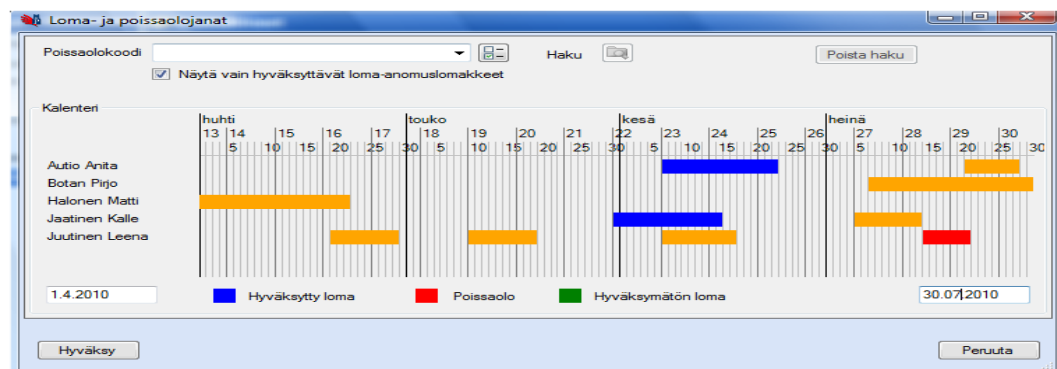 Loma- ja poissaolojanat
Poissaolokoodi Haku Poista haku
Näytä vain hyväksyttävät loma-anomuslomakkeet
Kalenteri
huhti touko kesä heinä
13 14 15 16 17 18 19 20 21 22 23 24 25 26 27 28 29 30
5 10 15 20 25 30 5 10 15 20 25 30 5 10 15 20 25 30 5 10 15 20 25 30
Autio Anita
Botan Pirjo
Halonen Matti
Jaatinen Kalle
Juutinen Leena
1.4.2010 Hyväksytty loma Poissaolo Hyväksymätön loma 30.07.2010
Hyväksy Peruuta